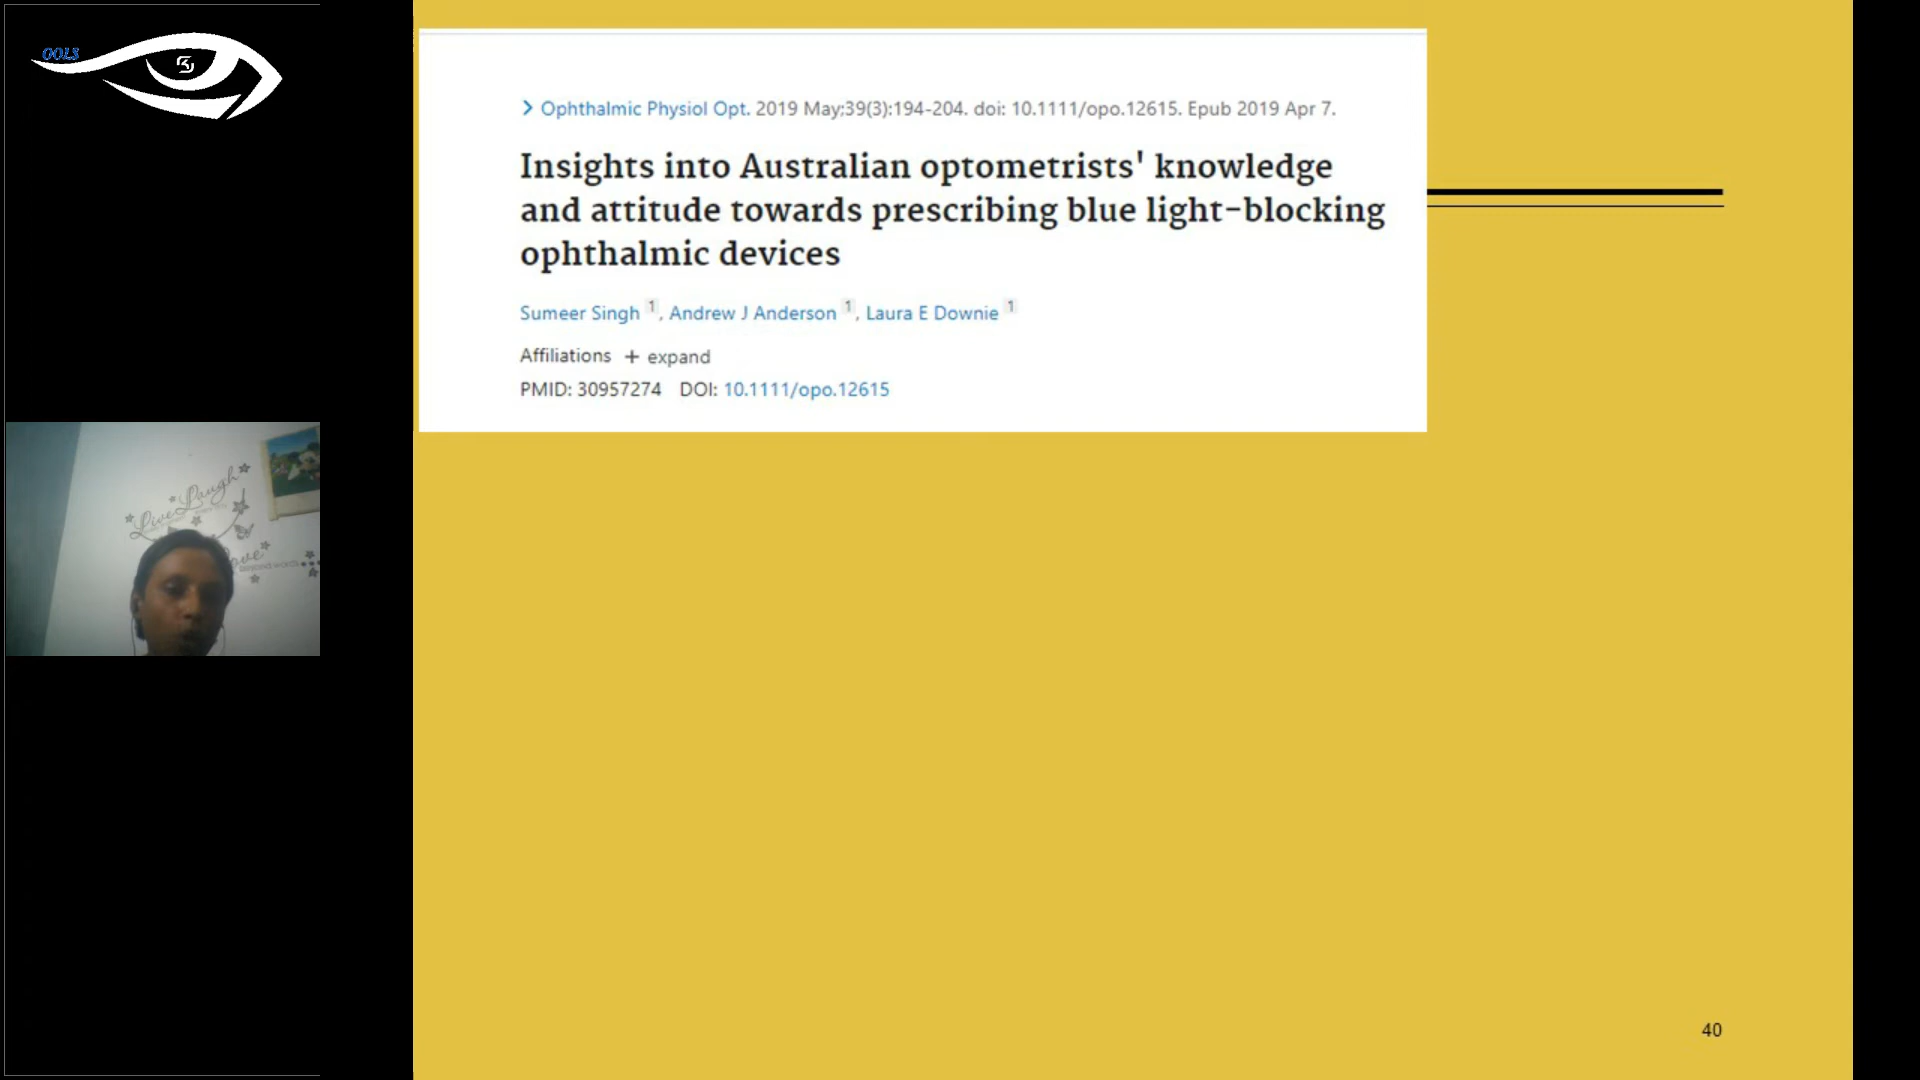 OOLS
> Ophthalmic Physiol Opt. 2019 May;39(3):194-204. doi: 10.1111/opo.12615. Epub 2019 Apr 7.
Insights into Australian optometrists' knowledge
and attitude towards prescribing blue light-blocking
ophthalmic devices
Sumeer Singh 1, Andrew J Anderson 1, Laura E Downie 1
Affiliations + expand
PMID: 30957274 DOI: 10.1111/opo.12615
Live Laugh
Love
beyond words
40